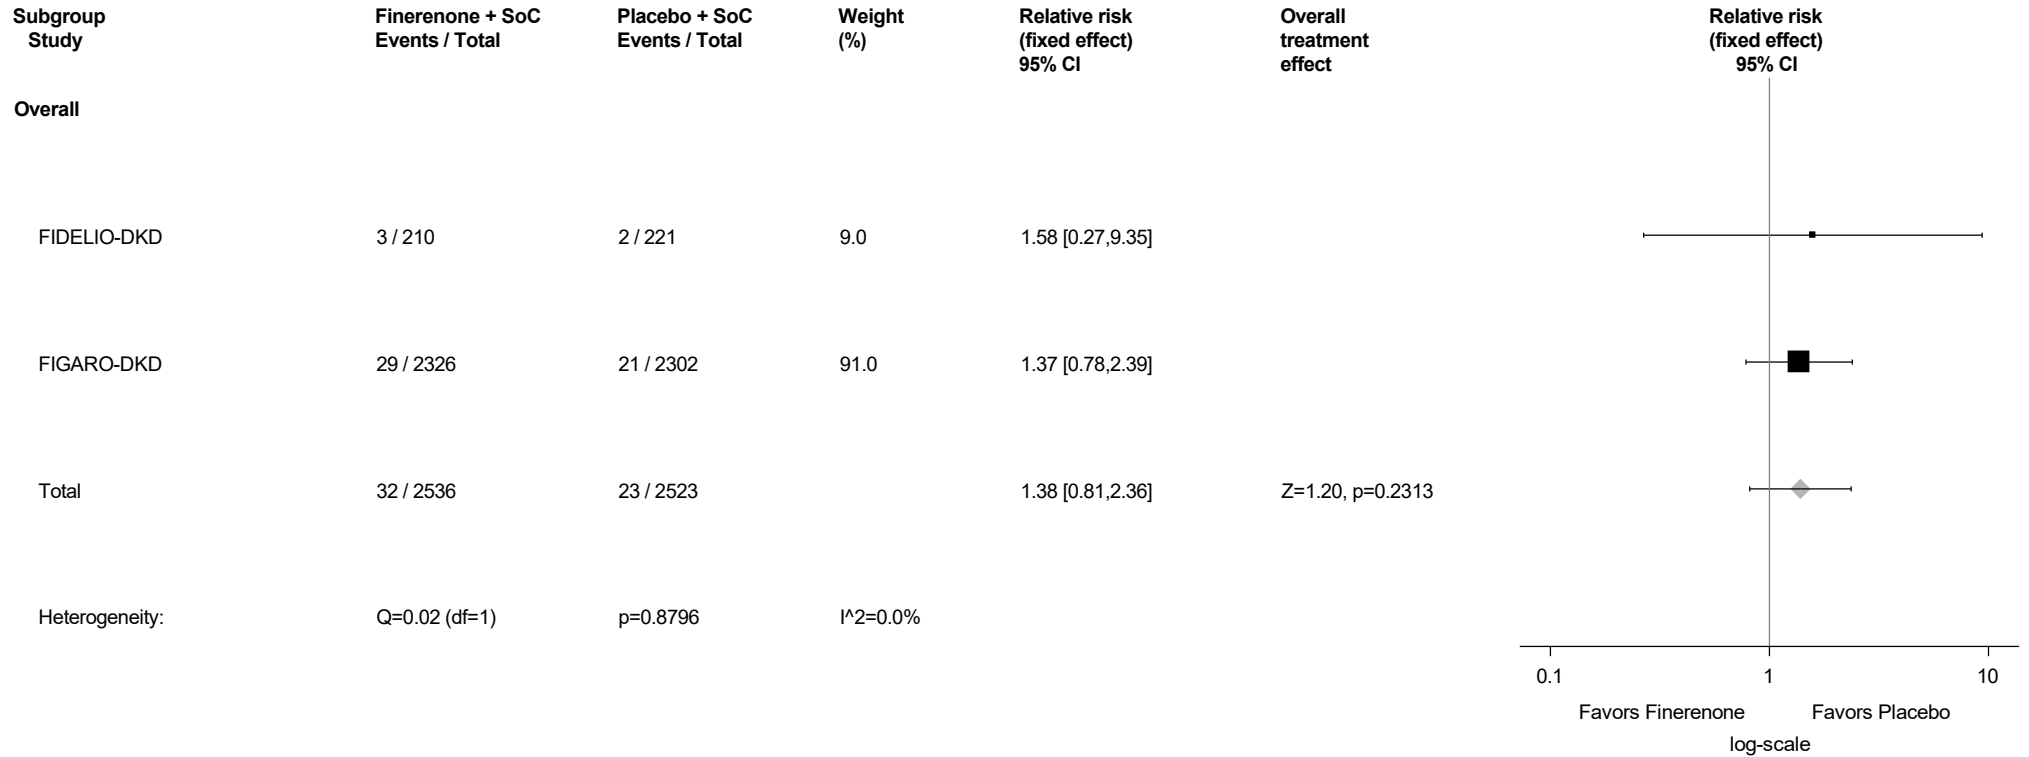 Subgroup Finerenone + SoC Placebo + SoC Weight Relative risk Overall Relative risk
Study Events / Total Events / Total (%) (fixed effect) treatment (fixed effect)
95% CI effect 95% CI
Overall
FIDELIO-DKD 3 / 210 2 / 221 9.0 1.58 [0.27,9.35]
FIGARO-DKD 29 / 2326 21 / 2302 91.0 1.37 [0.78,2.39]
Total 32 / 2536 23 / 2523 1.38 [0.81,2.36] Z=1.20, p=0.2313
Heterogeneity: Q=0.02 (df=1) p=0.8796 I^2=0.0%
0.1 1 10
Favors Finerenone Favors Placebo
log-scale